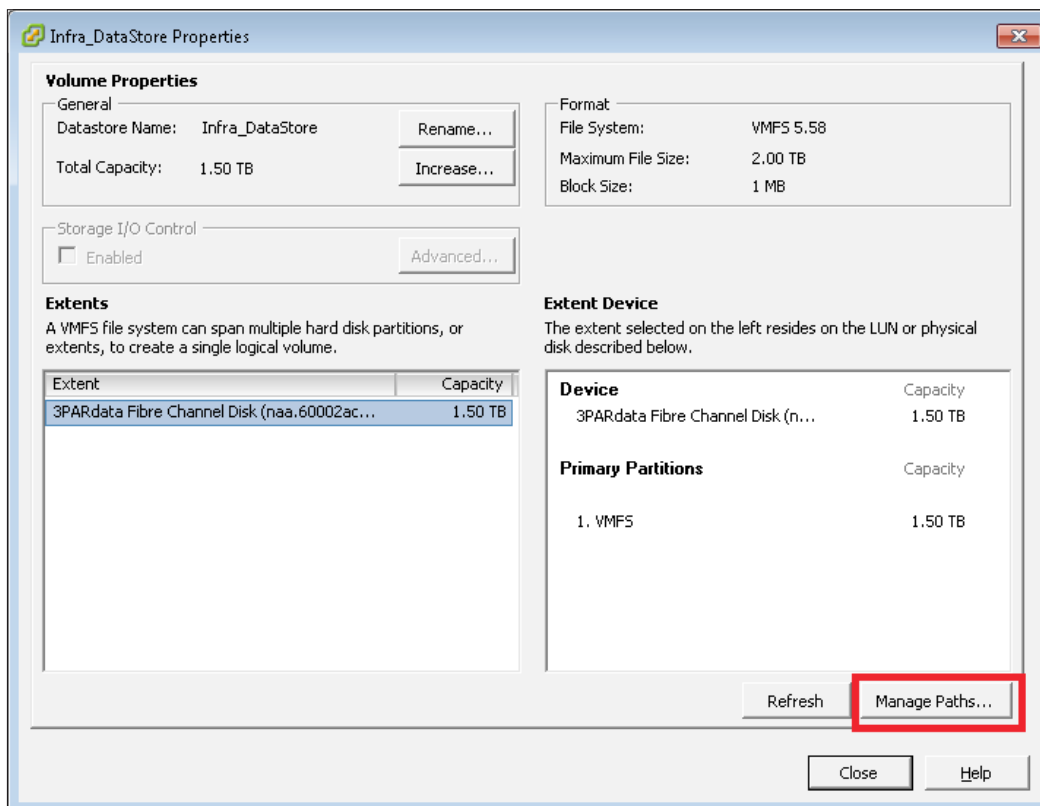 Infra_DataStore Properties
Volume Properties
General
Datastore Name: Infra_DataStore Rename...
Total Capacity: 1.50 TB Increase...
Format
File System: VMFS 5.58
Maximum File Size: 2.00 TB
Block Size: 1 MB
Storage I/O Control
Enabled Advanced...
Extents
A VMFS file system can span multiple hard disk partitions, or
extents, to create a single logical volume.
Extent Capacity
3PARdata Fibre Channel Disk (naa.60002ac... 1.50 TB
Extent Device
The extent selected on the left resides on the LUN or physical
disk described below.
Device Capacity
3PARdata Fibre Channel Disk (n... 1.50 TB
Primary Partitions Capacity
1. VMFS 1.50 TB
Refresh Manage Paths...
Close Help